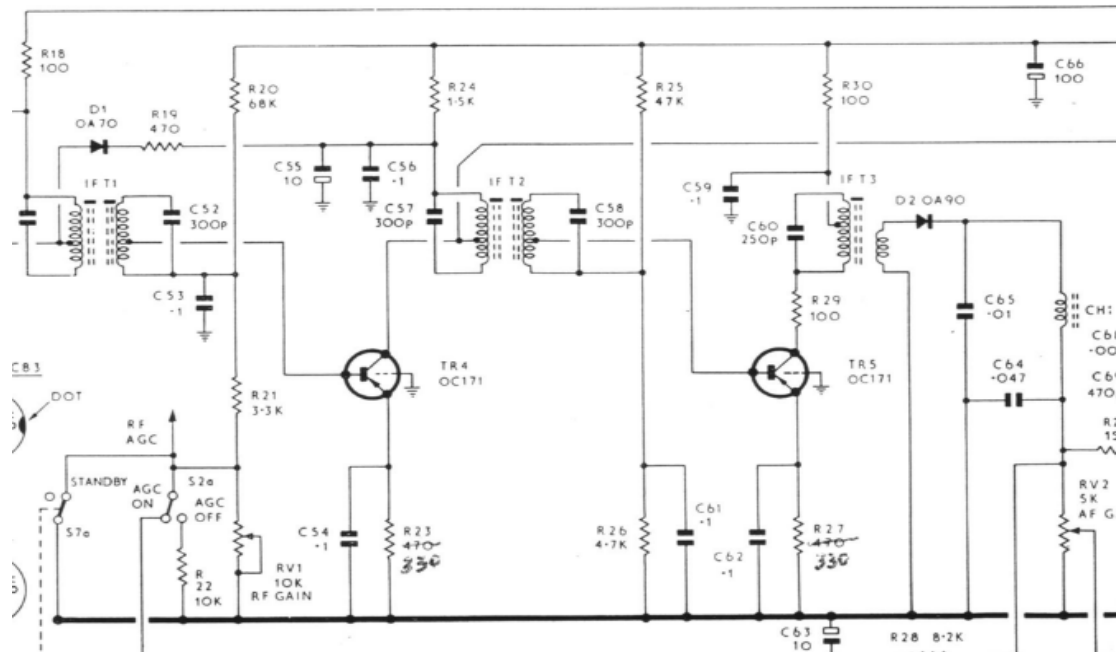 R18
100
R20
68K
R24
1·5K
R25
47K
R30
100
C66
100
D1
OA70
R19
470
C55
10
C56
·1
C59
·1
IFT1
IFT2
IFT3
D2 OA90
C52
300p
C57
300p
C58
300p
C60
250p
C53
·1
R29
100
C65
·01
CH1
TR4
OC171
TR5
OC171
C64
·047
470
CB3
DOT
R21
3·3K
RF
AGC
STANDBY
S7a
AGC
ON
S2a
AGC
OFF
R
22
10K
RV1
10K
RF GAIN
C54
·1
R23
470
330
R26
4·7K
C61
·1
C62
·1
R27
470
330
RV2
5K
AF G
C63
10
R28 8·2K